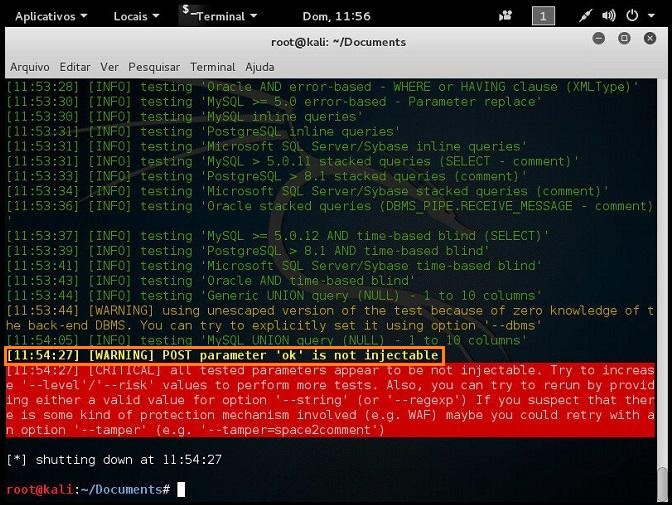 Aplicativos
Locais
$_
Terminal
Dom, 11:56
1
root@kali: ~/Documents
Arquivo Editar Ver Pesquisar Terminal Ajuda
[11:53:28] [INFO] testing 'Oracle AND error-based - WHERE or HAVING clause (XMLType)'
[11:53:30] [INFO] testing 'MySQL >= 5.0 error-based - Parameter replace'
[11:53:30] [INFO] testing 'MySQL inline queries'
[11:53:31] [INFO] testing 'PostgreSQL inline queries'
[11:53:31] [INFO] testing 'Microsoft SQL Server/Sybase inline queries'
[11:53:31] [INFO] testing 'MySQL > 5.0.11 stacked queries (SELECT - comment)'
[11:53:33] [INFO] testing 'PostgreSQL > 8.1 stacked queries (comment)'
[11:53:34] [INFO] testing 'Microsoft SQL Server/Sybase stacked queries (comment)'
[11:53:36] [INFO] testing 'Oracle stacked queries (DBMS_PIPE.RECEIVE_MESSAGE - comment)
'
[11:53:37] [INFO] testing 'MySQL >= 5.0.12 AND time-based blind (SELECT)'
[11:53:39] [INFO] testing 'PostgreSQL > 8.1 AND time-based blind'
[11:53:41] [INFO] testing 'Microsoft SQL Server/Sybase time-based blind'
[11:53:43] [INFO] testing 'Oracle AND time-based blind'
[11:53:44] [INFO] testing 'Generic UNION query (NULL) - 1 to 10 columns'
[11:53:44] [WARNING] using unescaped version of the test because of zero knowledge of t
he back-end DBMS. You can try to explicitly set it using option '--dbms'
[11:54:05] [INFO] testing 'MySQL UNION query (NULL) - 1 to 10 columns'
[11:54:27] [WARNING] POST parameter 'ok' is not injectable
[11:54:27] [CRITICAL] all tested parameters appear to be not injectable. Try to increas
e '--level'/'--risk' values to perform more tests. Also, you can try to rerun by provid
ing either a valid value for option '--string' (or '--regexp') If you suspect that ther
e is some kind of protection mechanism involved (e.g. WAF) maybe you could retry with a
n option '--tamper' (e.g. '--tamper=space2comment')
[*] shutting down at 11:54:27
root@kali:~/Documents#